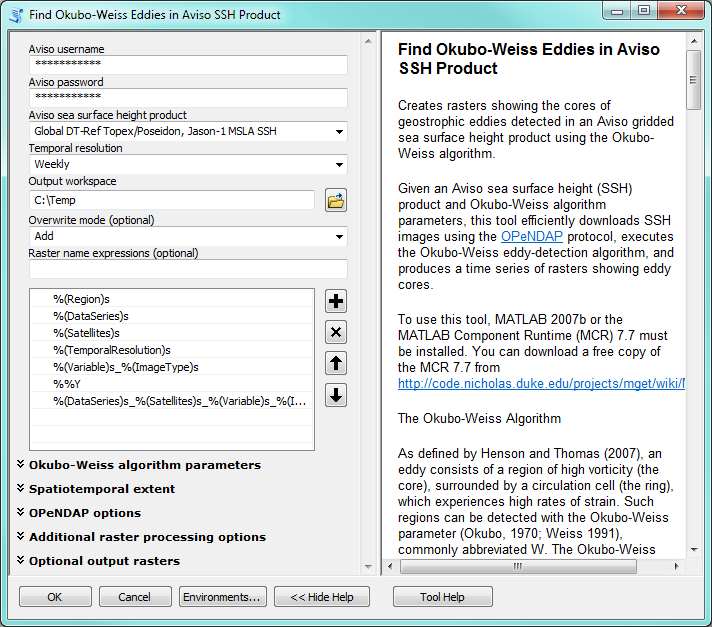 Find Okubo-Weiss Eddies in Aviso SSH Product
Aviso username
***********
Aviso password
***********
Aviso sea surface height product
Global DT-Ref Topex/Poseidon, Jason-1 MSLA SSH
Temporal resolution
Weekly
Output workspace
C:\Temp
Overwrite mode (optional)
Add
Raster name expressions (optional)
%(Region)s
%(DataSeries)s
%(Satellites)s
%(TemporalResolution)s
%(Variable)s_%(ImageType)s
%%Y
%(DataSeries)s_%(Satellites)s_%(Variable)s_%(I...
Okubo-Weiss algorithm parameters
Spatiotemporal extent
OPeNDAP options
Additional raster processing options
Optional output rasters
OK
Cancel
Environments...
<< Hide Help
Find Okubo-Weiss Eddies in Aviso
SSH Product
Creates rasters showing the cores of
geostrophic eddies detected in an Aviso gridded
sea surface height product using the Okubo-
Weiss algorithm.
Given an Aviso sea surface height (SSH)
product and Okubo-Weiss algorithm
parameters, this tool efficiently downloads SSH
images using the OPeNDAP protocol, executes
the Okubo-Weiss eddy-detection algorithm, and
produces a time series of rasters showing eddy
cores.
To use this tool, MATLAB 2007b or the
MATLAB Component Runtime (MCR) 7.7 must
be installed. You can download a free copy of
the MCR 7.7 from
http://code.nicholas.duke.edu/projects/mget/wiki/
The Okubo-Weiss Algorithm
As defined by Henson and Thomas (2007), an
eddy consists of a region of high vorticity (the
core), surrounded by a circulation cell (the ring),
which experiences high rates of strain. Such
regions can be detected with the Okubo-Weiss
parameter (Okubo, 1970; Weiss 1991),
commonly abbreviated W. The Okubo-Weiss
Tool Help